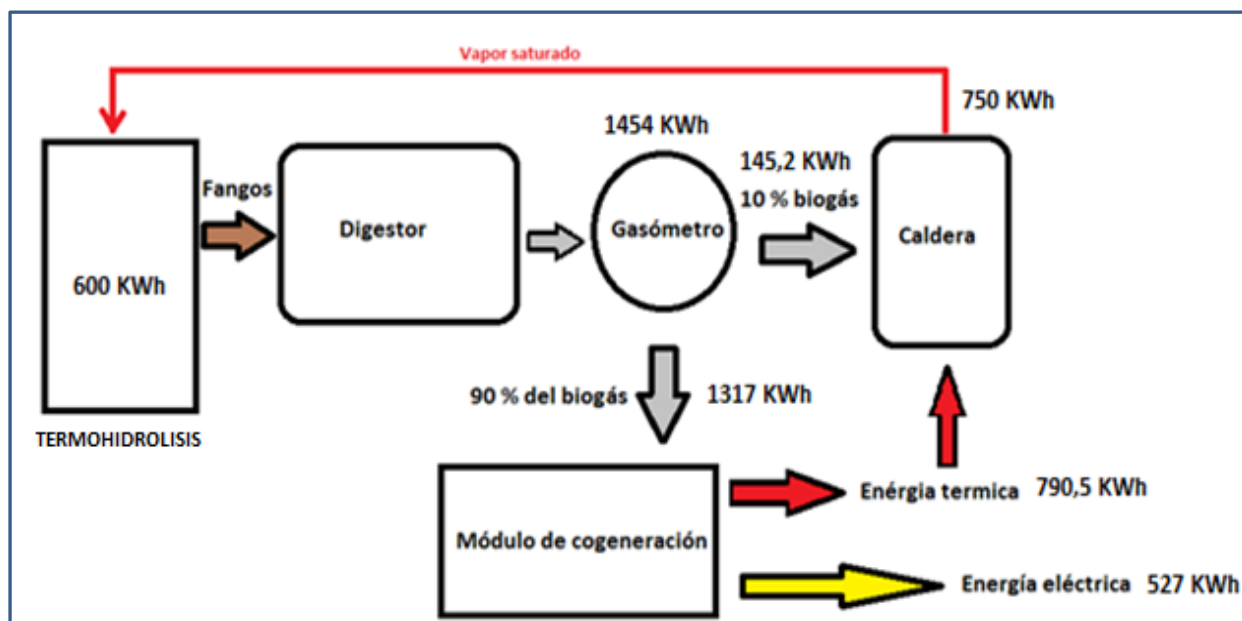 Vapor saturado
750 KWh
1454 KWh
145,2 KWh
10 % biogás
Fangos
Digestor
Gasómetro
Caldera
600 KWh
90 % del biogás
1317 KWh
TERMOHIDROLISIS
Enérgia termica 790,5 KWh
Módulo de cogeneración
Energía eléctrica 527 KWh